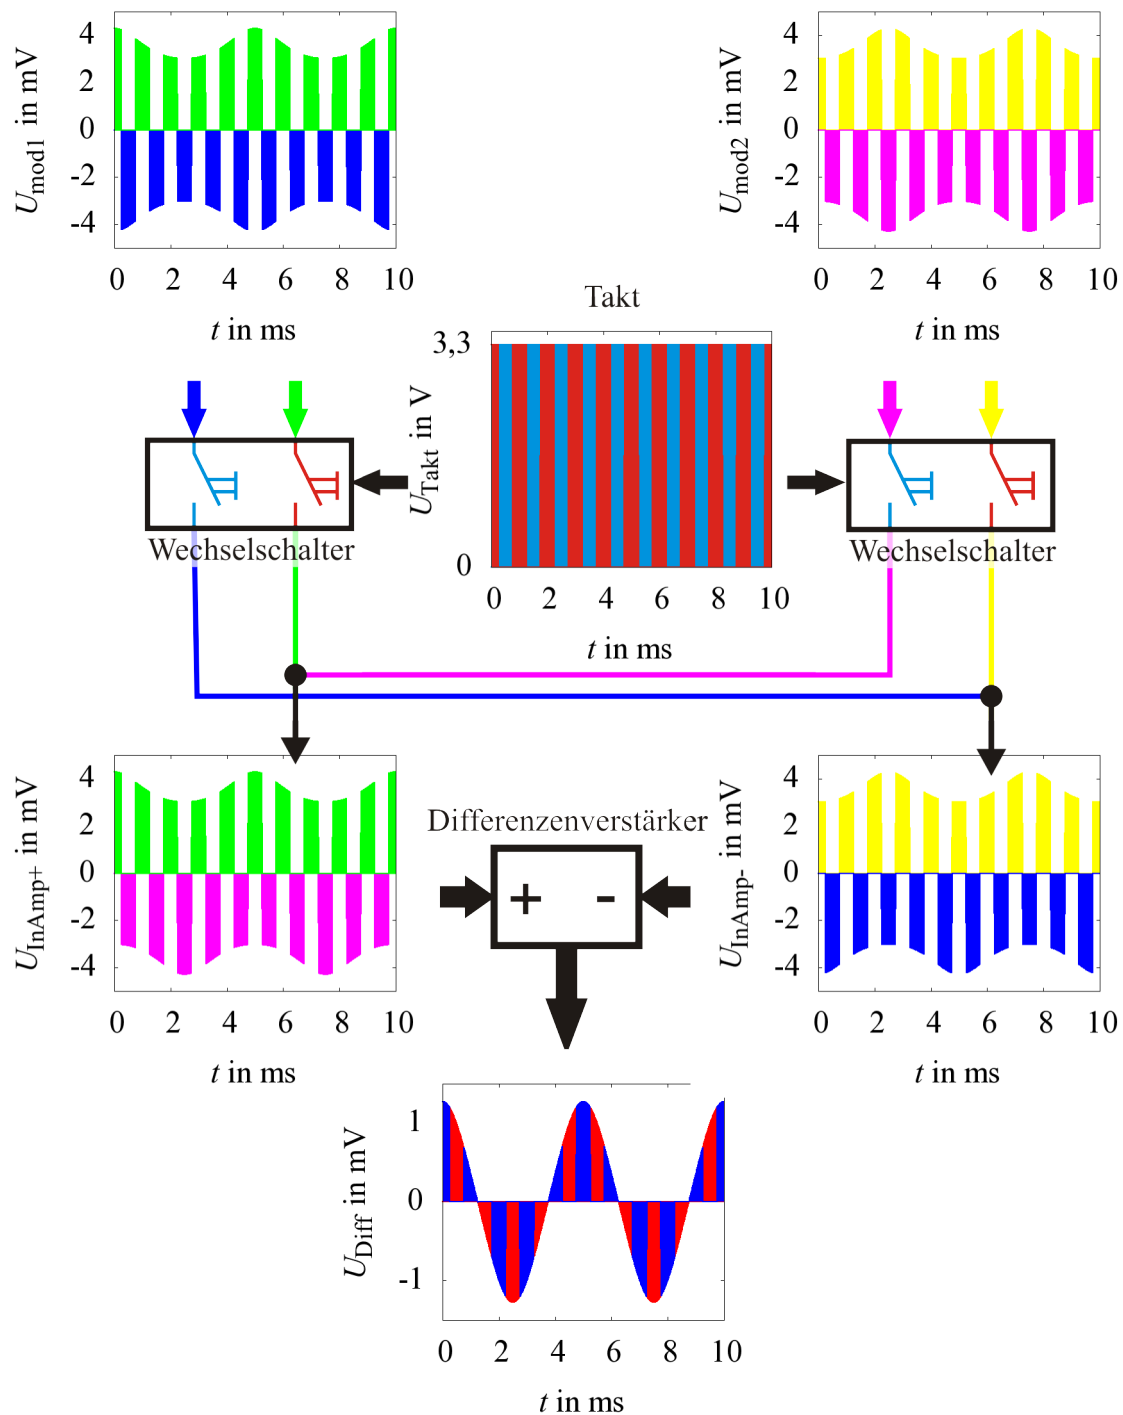 U_mod1 in mV
4
2
0
-2
-4
0 2 4 6 8 10
t in ms
U_mod2 in mV
4
2
0
-2
-4
0 2 4 6 8 10
t in ms
Takt
U_Takt in V
3,3
0
0 2 4 6 8 10
t in ms
Wechselschalter
Wechselschalter
U_InAmp+ in mV
4
2
0
-2
-4
0 2 4 6 8 10
t in ms
Differenzenverstärker
+ -
U_InAmp- in mV
4
2
0
-2
-4
0 2 4 6 8 10
t in ms
U_Diff in mV
1
0
-1
0 2 4 6 8 10
t in ms